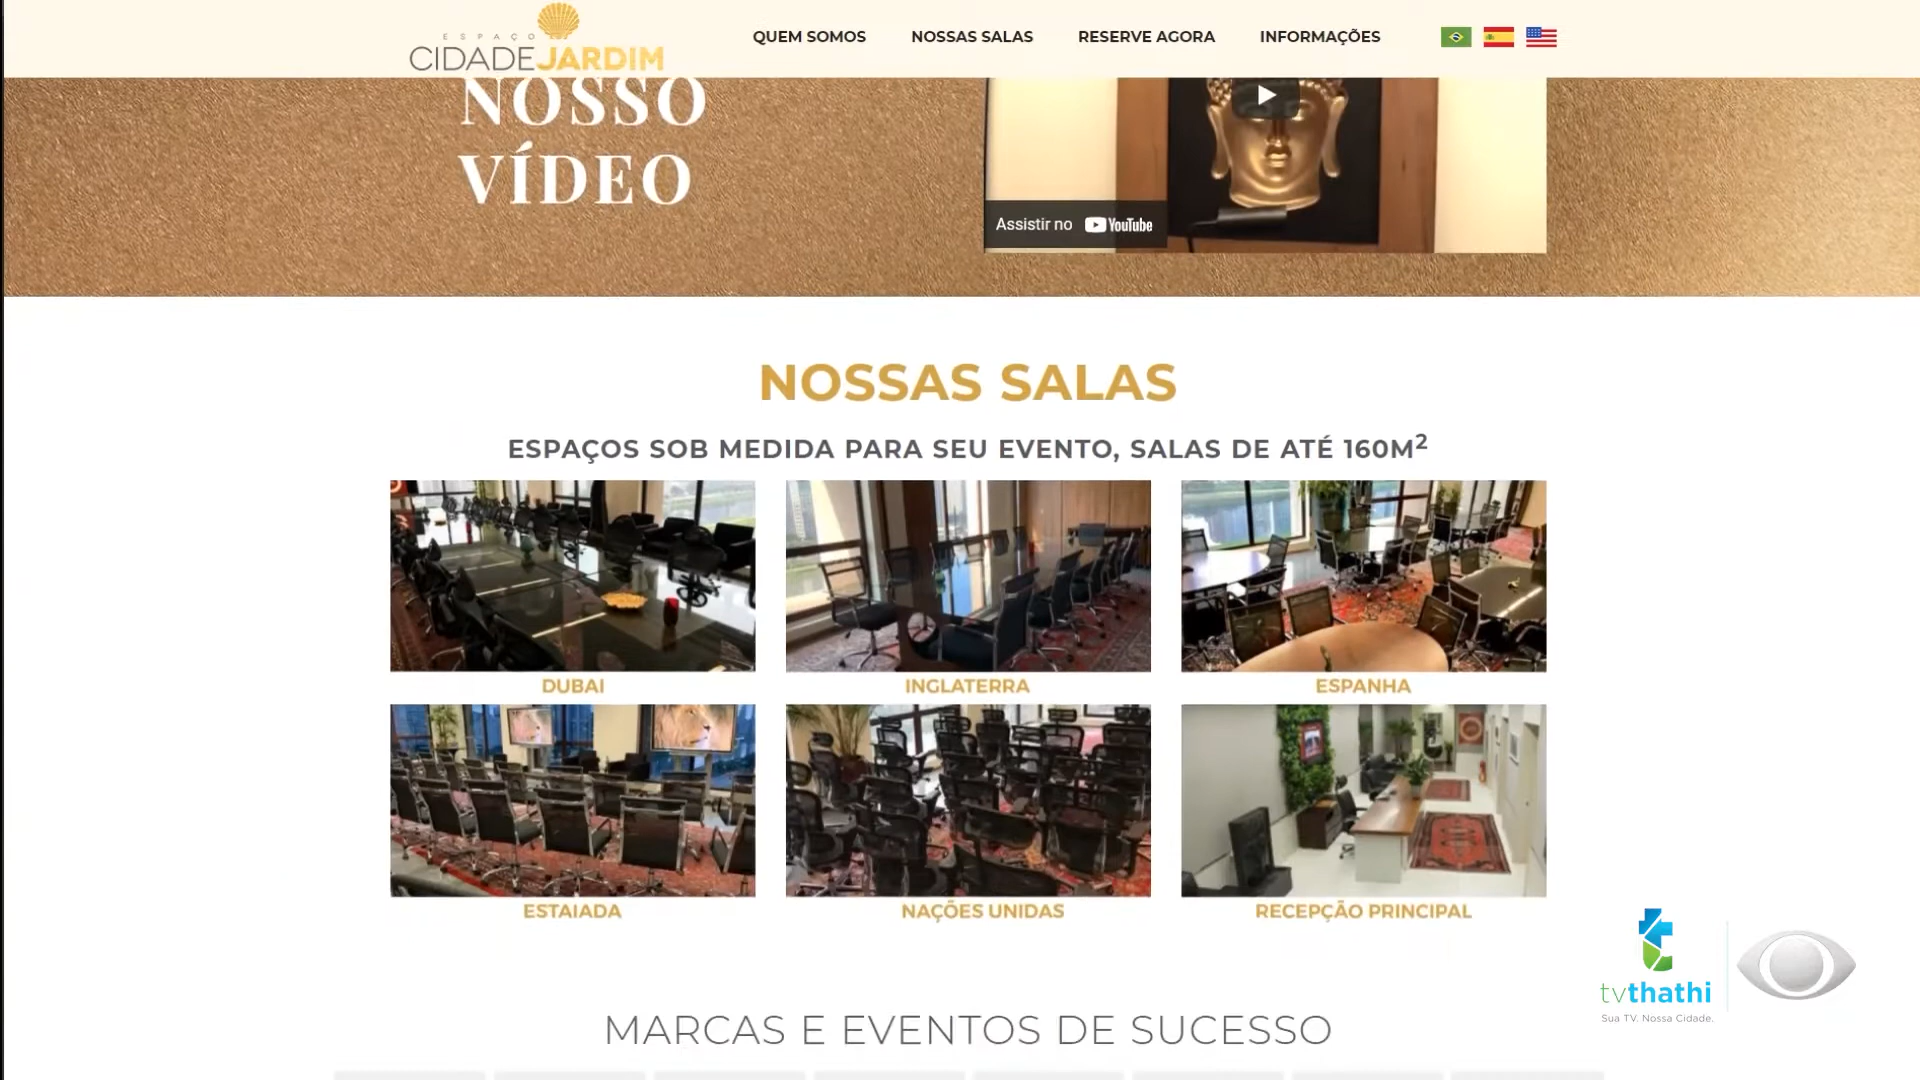 ESPAÇO
CIDADEJARDIM
QUEM SOMOS
NOSSAS SALAS
RESERVE AGORA
INFORMAÇÕES
NOSSO
VÍDEO
Assistir no YouTube
NOSSAS SALAS
ESPAÇOS SOB MEDIDA PARA SEU EVENTO, SALAS DE ATÉ 160M²
DUBAI
INGLATERRA
ESPANHA
ESTAIADA
NAÇÕES UNIDAS
RECEPÇÃO PRINCIPAL
tvthathi
Sua TV. Nossa Cidade.
MARCAS E EVENTOS DE SUCESSO